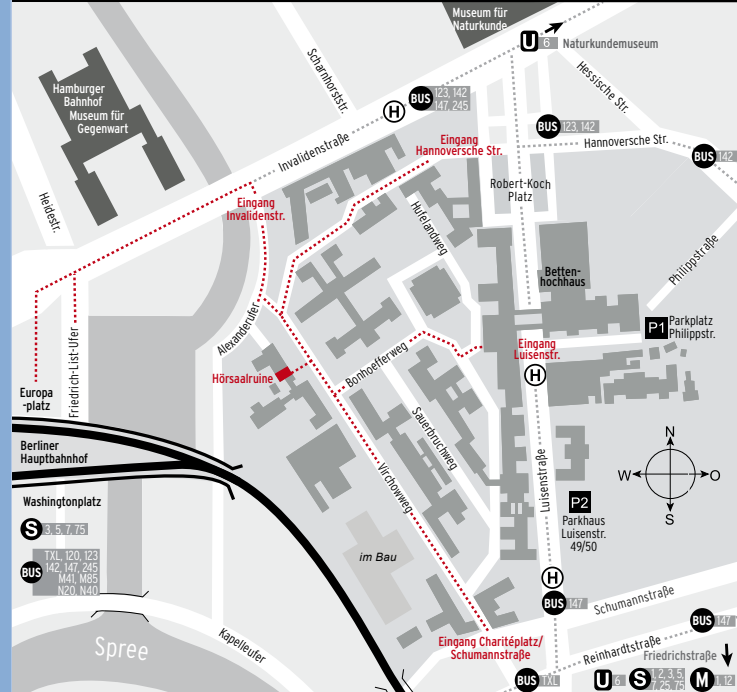 Museum für
Naturkunde
U 6 Naturkundemuseum
Scharnhorststr.
Hessische Str.
Hamburger
Bahnhof
Museum für
Gegenwart
BUS 123, 142
147, 245
H
BUS 123, 142
Invalidenstraße
Eingang
Hannoversche Str.
Hannoversche Str.
BUS 142
Heidestr.
Eingang
Invalidenstr.
Robert-Koch
Platz
Hufelandweg
Philippstraße
Betten-
hochhaus
Alexanderufer
P1 Parkplatz
Philippstr.
Friedrich-List-Ufer
Eingang
Luisenstr.
Hörsaalruine
Bonhoefferweg
H
Europa
-platz
Sauerbruchweg
Berliner
Hauptbahnhof
N
W O
S
Virchowweg
Luisenstraße
Washingtonplatz
P2
Parkhaus
Luisenstr.
49/50
S 3, 5, 7, 75
im Bau
BUS TXL, 120, 123
142, 147, 245
M41, M85
N20, N40
H
BUS 147
Schumannstraße
Spree
Kapelleufer
Eingang Charitéplatz/
Schumannstraße
Reinhardtstraße
BUS 147
Friedrichstraße
BUS TXL
U 6
S 1, 2, 3, 5,
7, 25, 75
M 1, 12